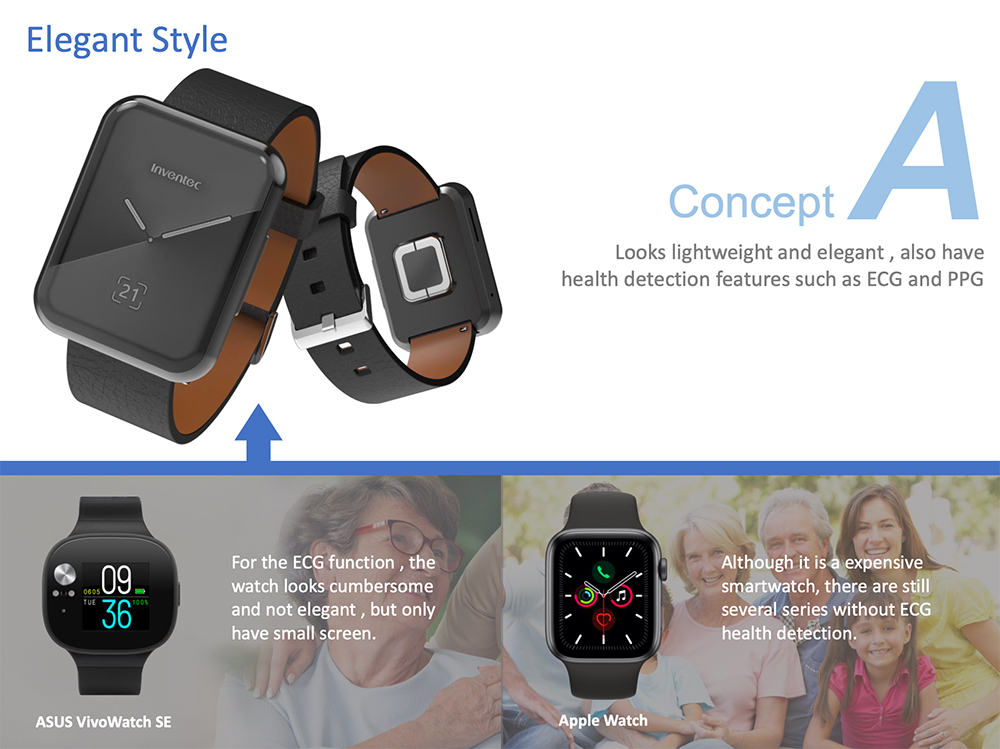 Elegant Style
inventec
21
Concept A
Looks lightweight and elegant , also have
health detection features such as ECG and PPG
09
0605
TUE
100%
36
For the ECG function , the
watch looks cumbersome
and not elegant , but only
have small screen.
ASUS VivoWatch SE
Although it is a expensive
smartwatch, there are still
several series without ECG
health detection.
Apple Watch